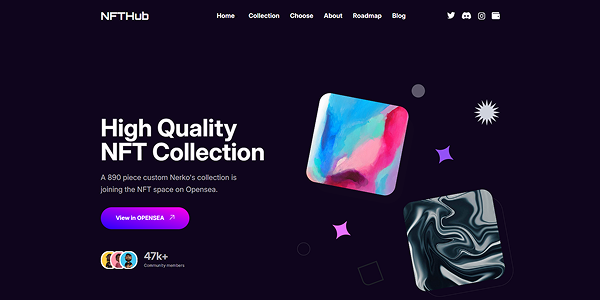 NFTHub
Home Collection Choose About Roadmap Blog
High Quality
NFT Collection
A 890 piece custom Nerko's collection is
joining the NFT space on Opensea.
View in OPENSEA
47k+
Community members